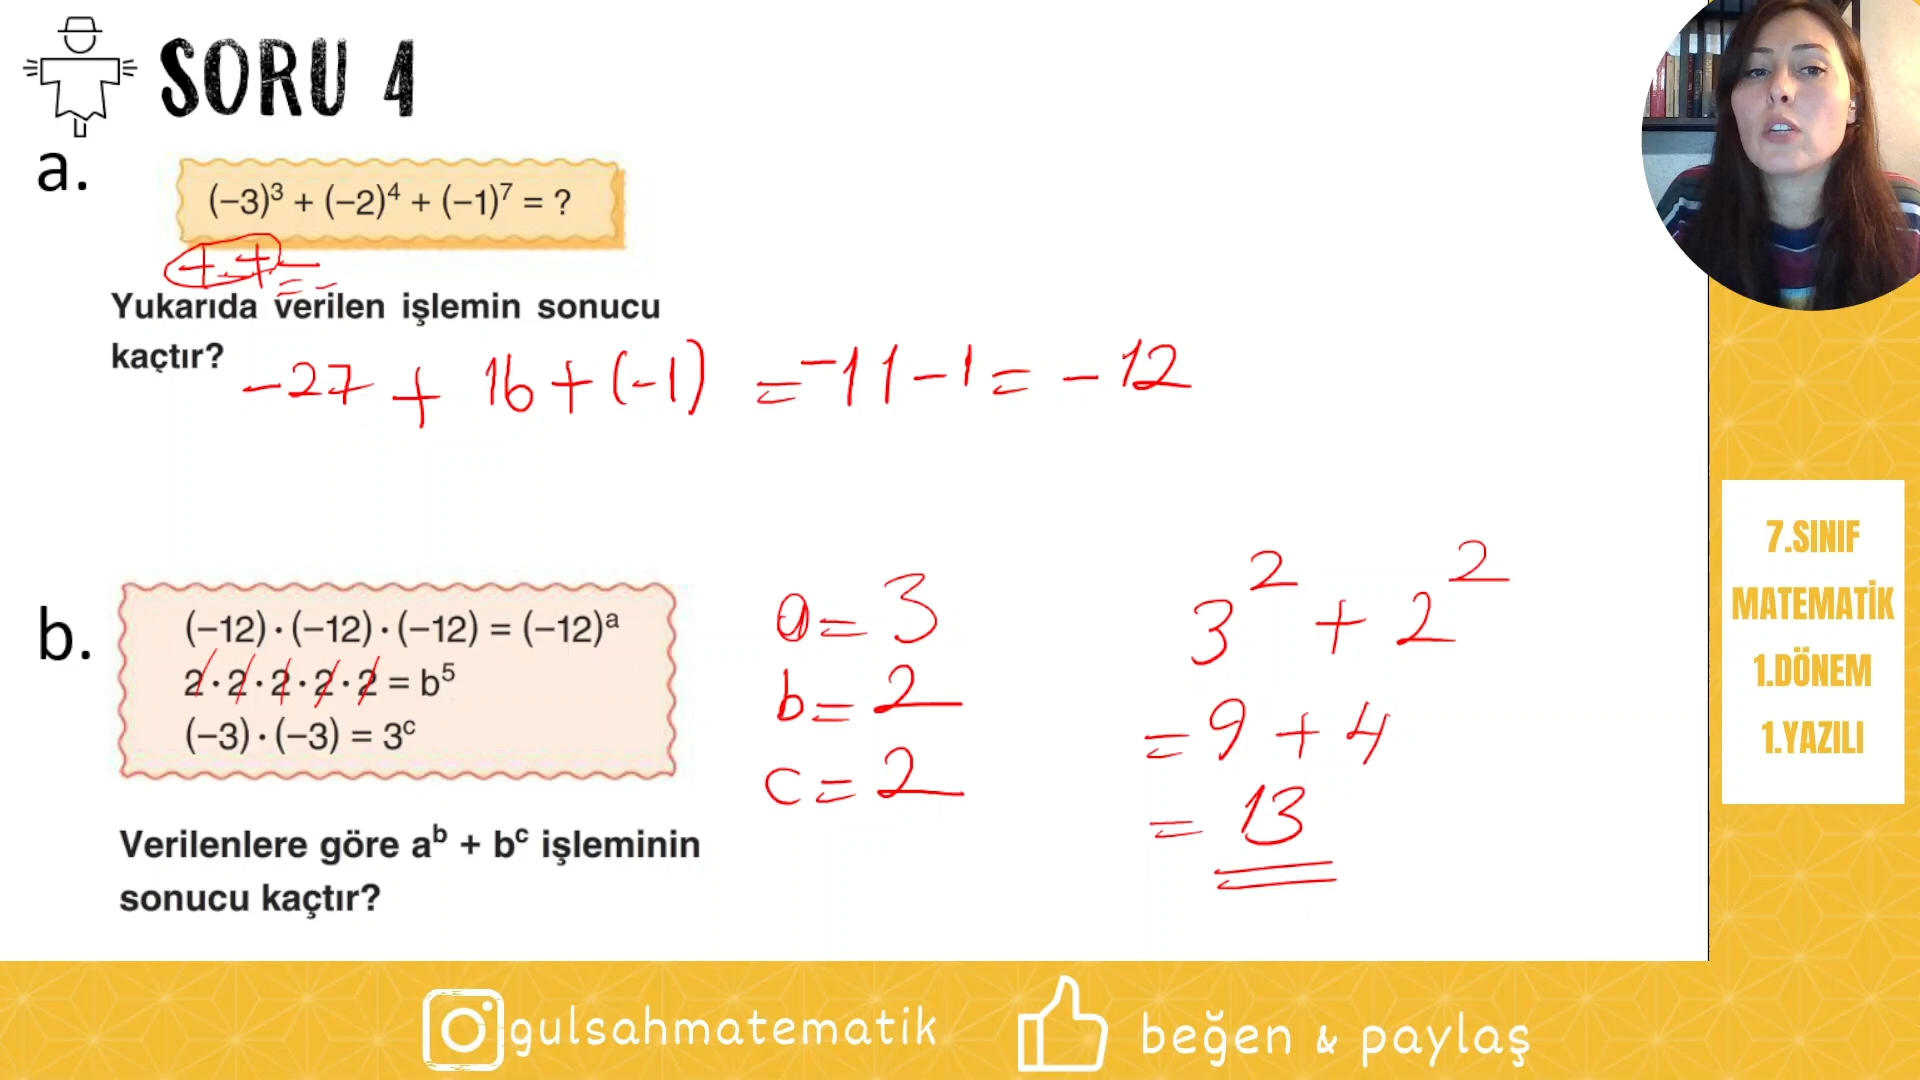 SORU 4
a.
(−3)³ + (−2)⁴ + (−1)⁷ = ?
+ + −
= −
Yukarıda verilen işlemin sonucu
kaçtır?
−27 + 16 + (−1) = −11 − 1 = −12
b.
(−12) · (−12) · (−12) = (−12)ᵃ
2 · 2 · 2 · 2 · 2 = b⁵
(−3) · (−3) = 3ᶜ
a = 3
b = 2
c = 2
3² + 2²
= 9 + 4
= 13
Verilenlere göre aᵇ + bᶜ işleminin
sonucu kaçtır?
7.SINIF
MATEMATİK
1.DÖNEM
1.YAZILI
gulsahmatematik
beğen & paylaş